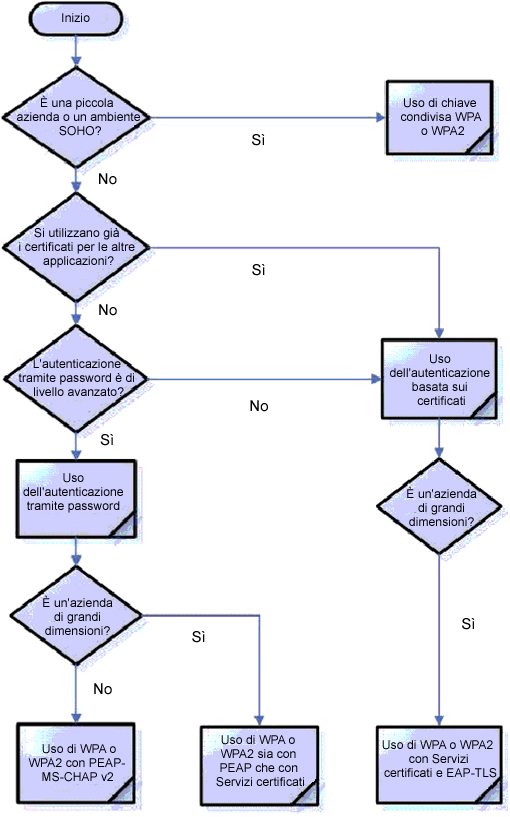 Inizio
È una piccola
azienda o un ambiente
SOHO?
Sì
Uso di chiave
condivisa WPA
o WPA2
No
Si utilizzano già
i certificati per le altre
applicazioni?
Sì
No
L'autenticazione
tramite password è di
livello avanzato?
No
Uso
dell'autenticazione
basata sui
certificati
Sì
Uso
dell'autenticazione
tramite password
È un'azienda
di grandi
dimensioni?
È un'azienda
di grandi
dimensioni?
Sì
Sì
No
Uso di WPA o
WPA2 con PEAP-
MS-CHAP v2
Uso di WPA o
WPA2 sia con
PEAP che con
Servizi certificati
Uso di WPA o WPA2
con Servizi
certificati e EAP-TLS